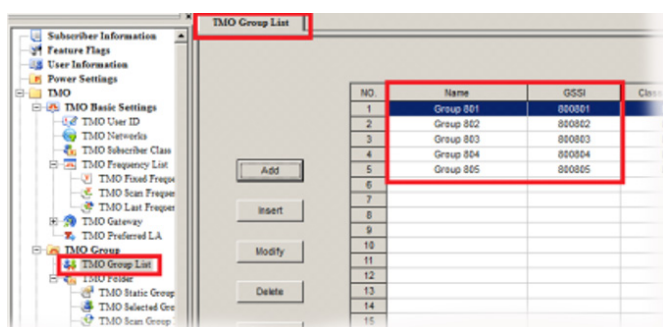 TMO Group List
Subscriber Information
Feature Flags
User Information
Power Settings
TMO
TMO Basic Settings
TMO User ID
TMO Networks
TMO Subscriber Class
TMO Frequency List
TMO Fixed Freque
TMO Scan Frequen
TMO Last Frequen
TMO Gateway
TMO Preferred LA
TMO Group
TMO Group List
TMO Folder
TMO Static Group
TMO Selected Gro
TMO Scan Group
Add
Insert
Modify
Delete
NO. Name GSSI Class
1 Group 801 800801
2 Group 802 800802
3 Group 803 800803
4 Group 804 800804
5 Group 805 800805
6
7
8
9
10
11
12
13
14
15